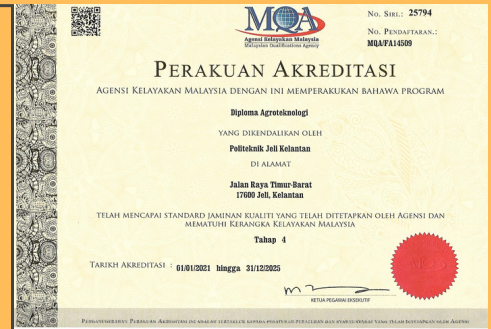 No. Siri.: 25794
MQA
Agensi Kelayakan Malaysia
Malaysian Qualifications Agency
No. Pendaftaran.:
MQA/FA14509
PERAKUAN AKREDITASI
AGENSI KELAYAKAN MALAYSIA DENGAN INI MEMPERAKUKAN BAHAWA PROGRAM
Diploma Agroteknologi
YANG DIKENDALIKAN OLEH
Politeknik Jeli Kelantan
DI ALAMAT
Jalan Raya Timur-Barat
17600 Jeli, Kelantan
TELAH MENCAPAI STANDARD JAMINAN KUALITI YANG TELAH DITETAPKAN OLEH AGENSI DAN
MEMATUHI KERANGKA KELAYAKAN MALAYSIA
Tahap 4
TARIKH AKREDITASI : 01/01/2021 hingga 31/12/2025
KETUA PEGAWAI EKSEKUTIF